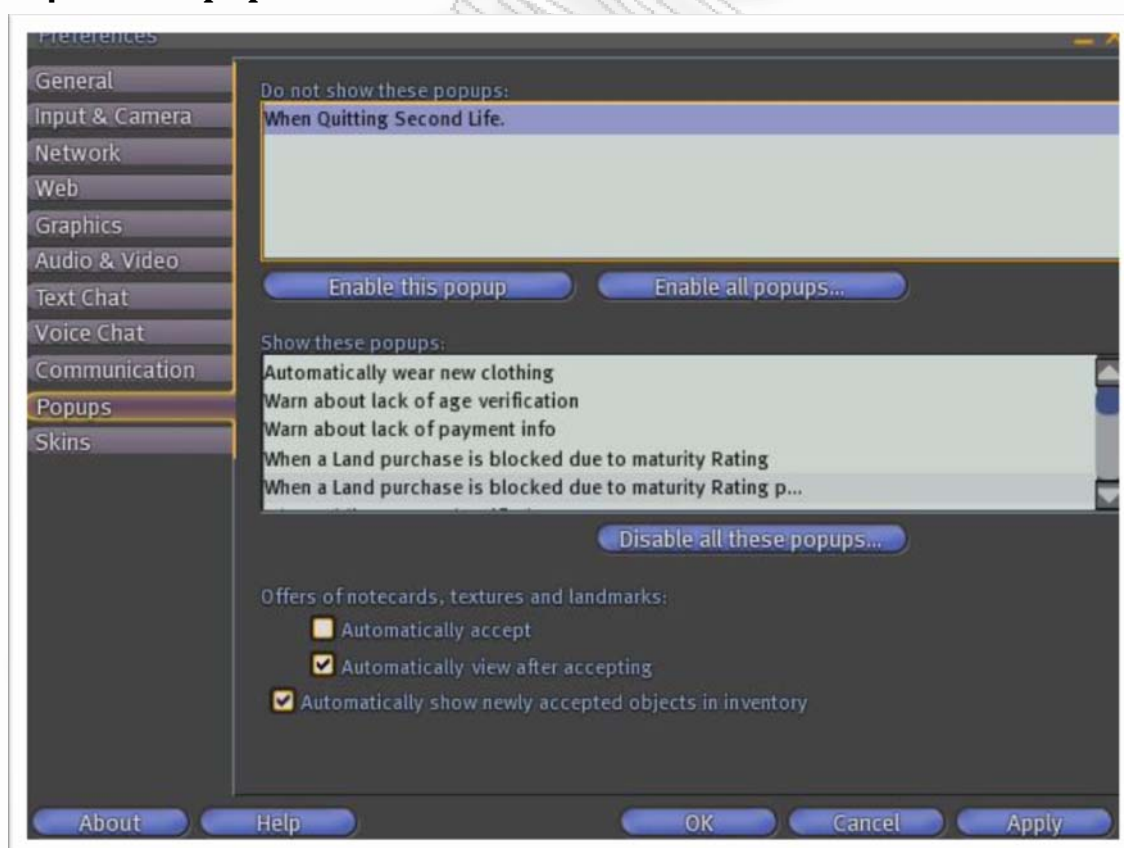 Preferences
General
Input & Camera
Network
Web
Graphics
Audio & Video
Text Chat
Voice Chat
Communication
Popups
Skins
Do not show these popups:
When Quitting Second Life.
Enable this popup
Enable all popups...
Show these popups:
Automatically wear new clothing
Warn about lack of age verification
Warn about lack of payment info
When a Land purchase is blocked due to maturity Rating
When a Land purchase is blocked due to maturity Rating p...
Disable all these popups...
Offers of notecards, textures and landmarks:
Automatically accept
Automatically view after accepting
Automatically show newly accepted objects in inventory
About
Help
OK
Cancel
Apply